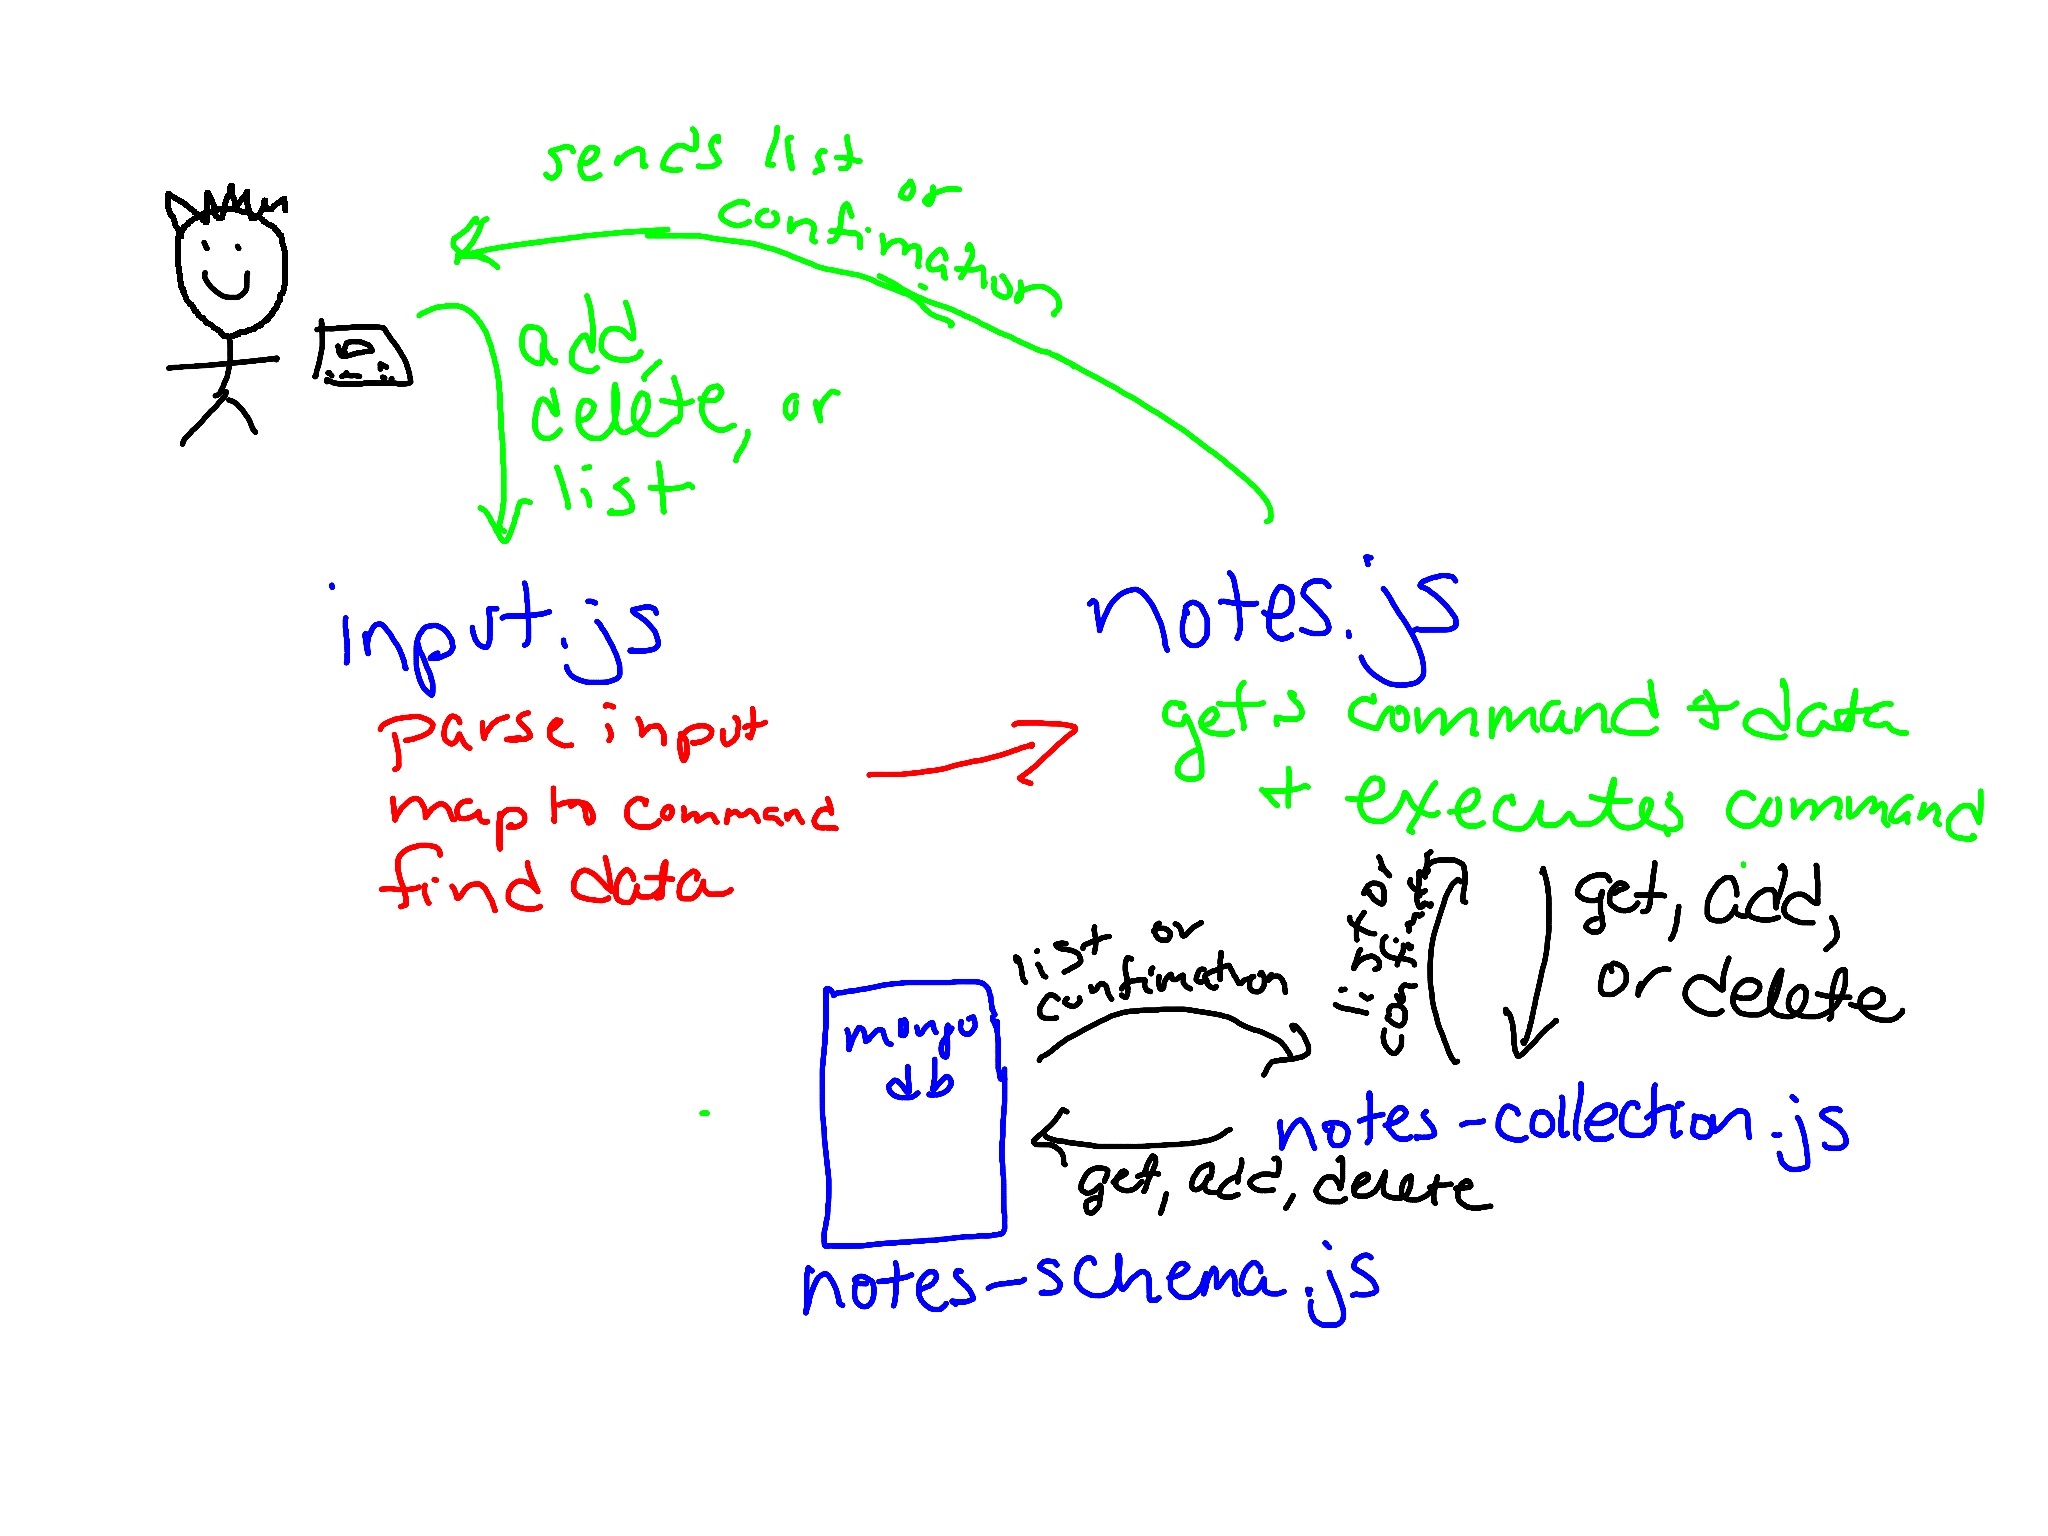 sends list or
confimation
add,
delete, or
list
input.js
parse input
map to command
find data
notes.js
gets command + data
+ executes command
get, add,
or delete
list or
list or
confimation
mongo
db
notes-collection.js
get, add, delete
notes-schema.js